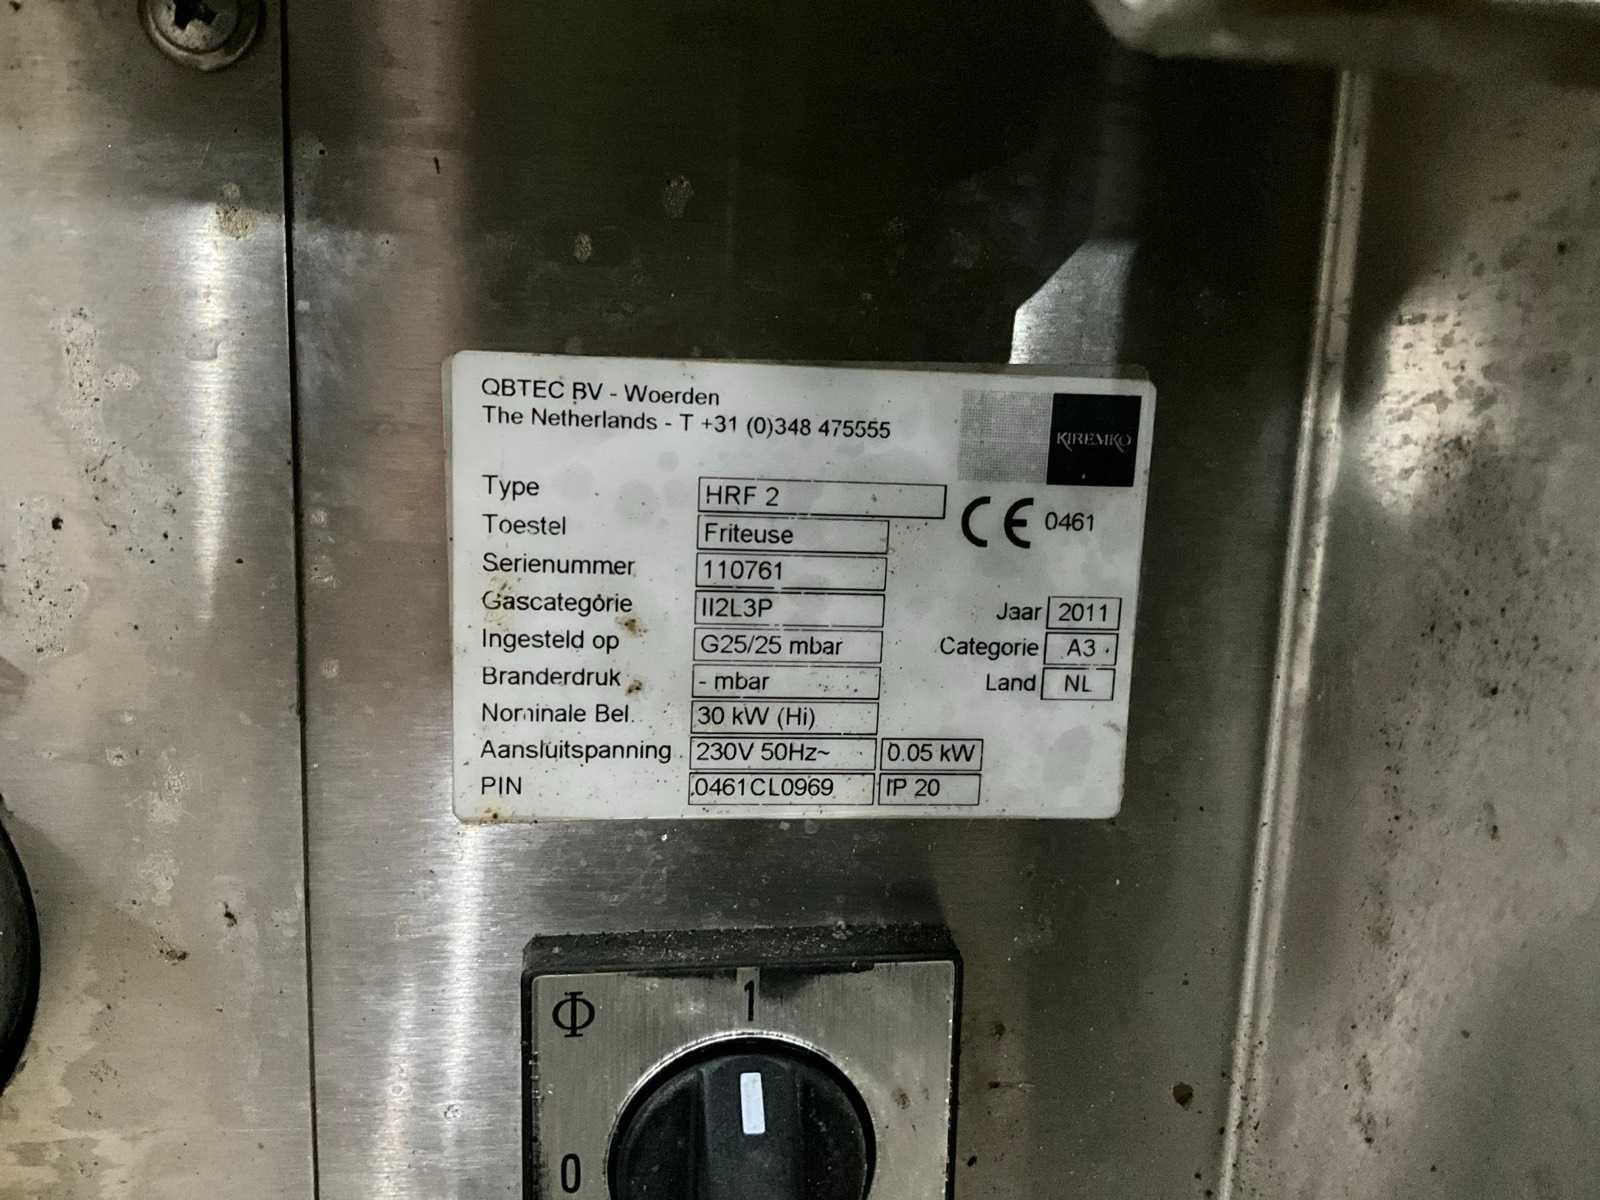 QBTEC BV - Woerden
The Netherlands - T +31 (0)348 475555
KIREMKO
Type HRF 2
CE 0461
Toestel Friteuse
Serienummer 110761
Gascategorie II2L3P
Jaar 2011
Ingesteld op G25/25 mbar
Categorie A3
Branderdruk - mbar
Land NL
Nominale Bel. 30 kW (Hi)
Aansluitspanning 230V 50Hz~ 0.05 kW
PIN 0461CL0969 IP 20
1
0